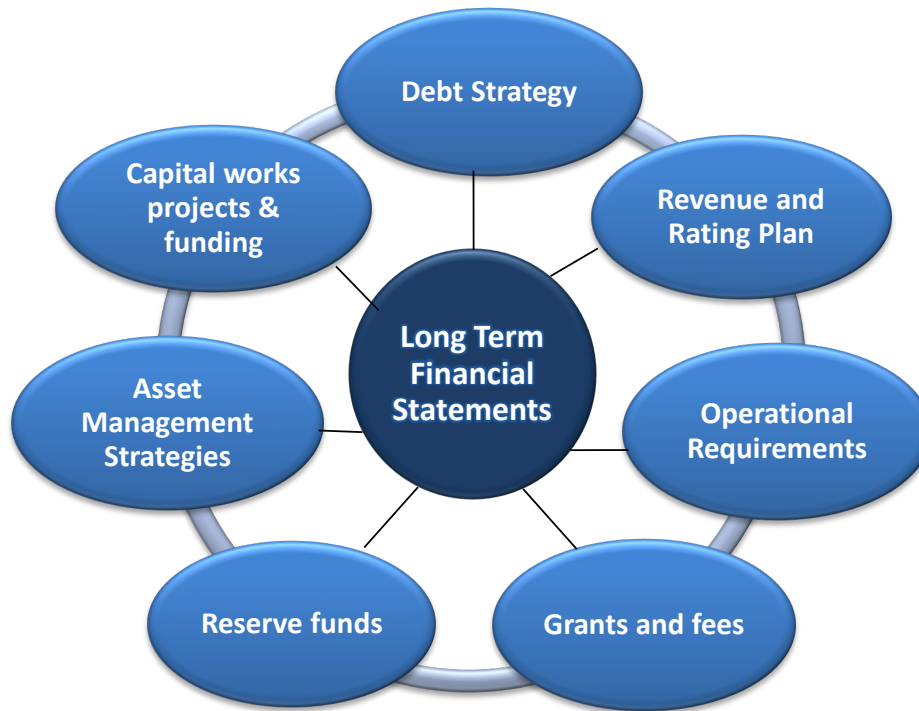 Debt Strategy
Revenue and
Rating Plan
Operational
Requirements
Grants and fees
Reserve funds
Asset
Management
Strategies
Capital works
projects &
funding
Long Term
Financial
Statements